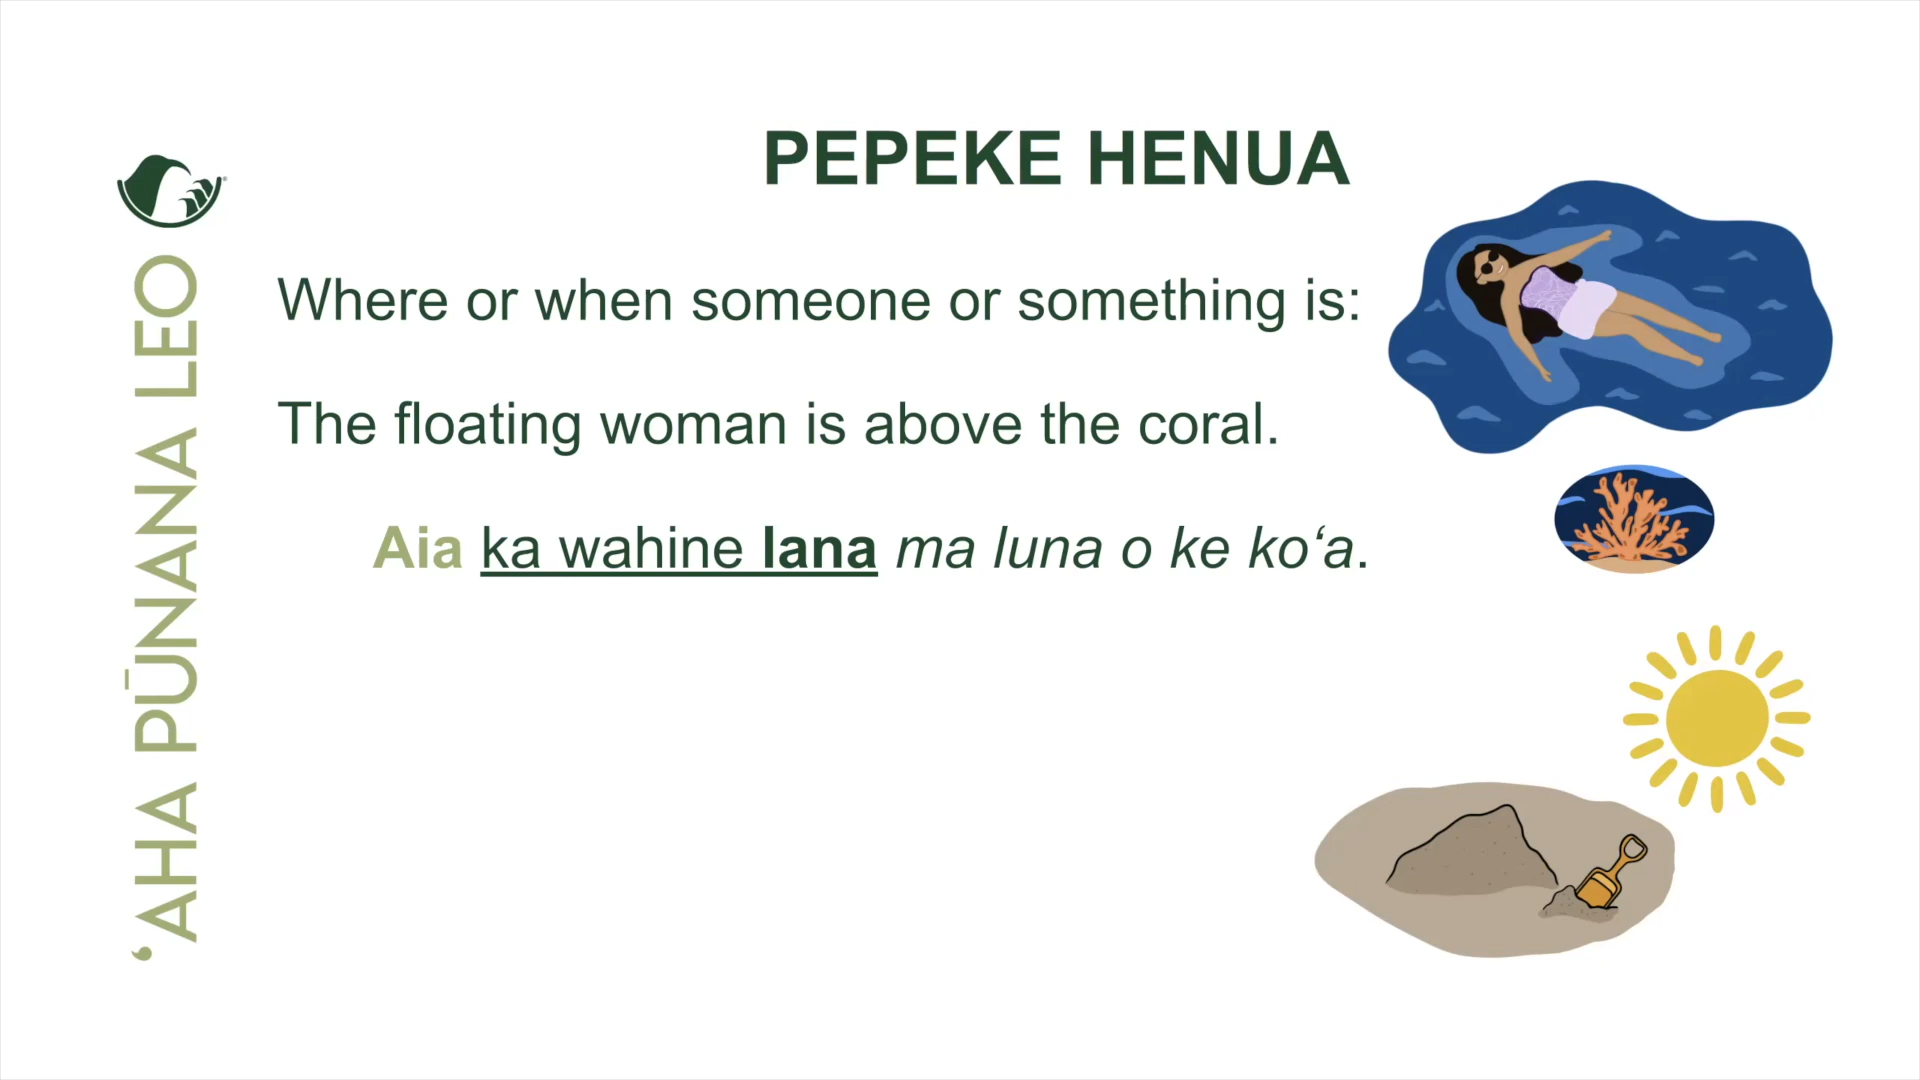 PEPEKE HENUA
ʻAHA PŪNANA LEO
Where or when someone or something is:
The floating woman is above the coral.
Aia ka wahine lana ma luna o ke koʻa.